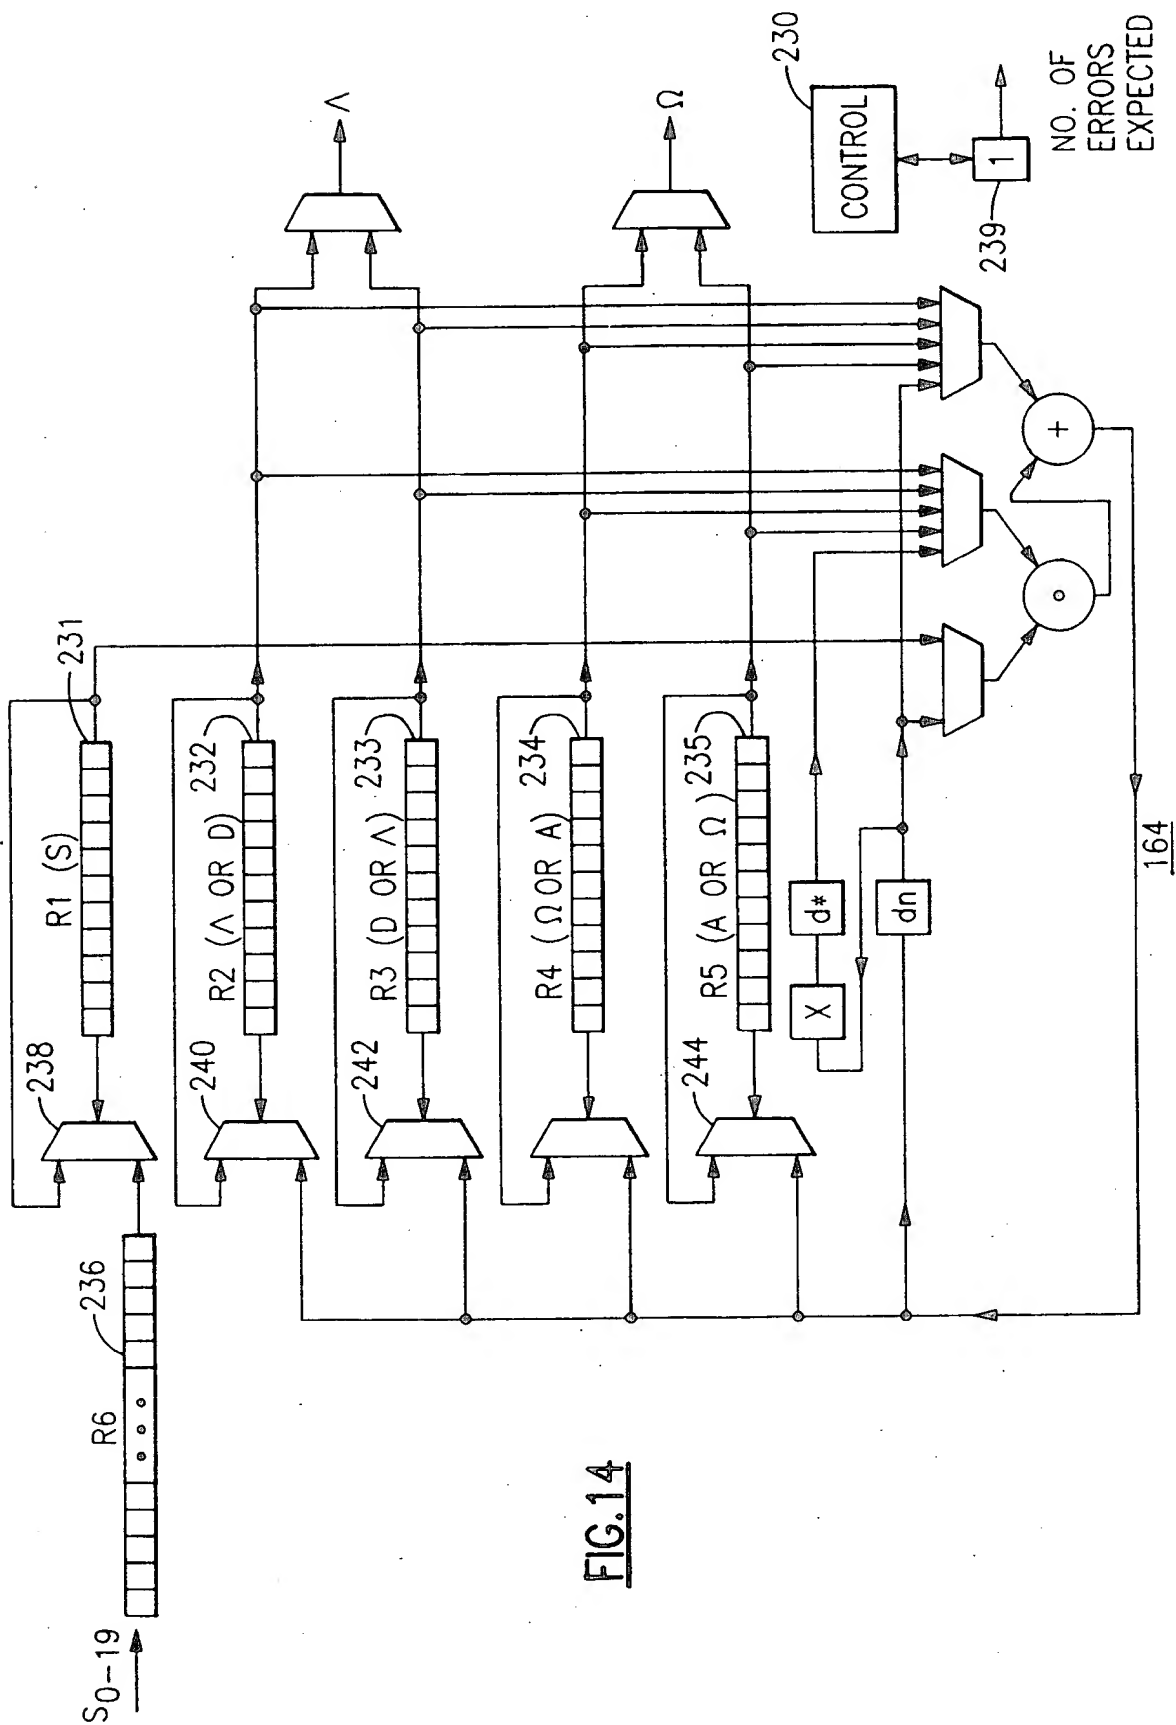 S0-19
R6
236
238
R1 (S)
231
240
R2 (Λ OR D)
232
242
R3 (D OR Λ)
233
R4 (Ω OR A)
234
244
R5 (A OR Ω)
235
X
d*
dn
Λ
Ω
230
CONTROL
1
239
NO. OF
ERRORS
EXPECTED
+
164
FIG.14